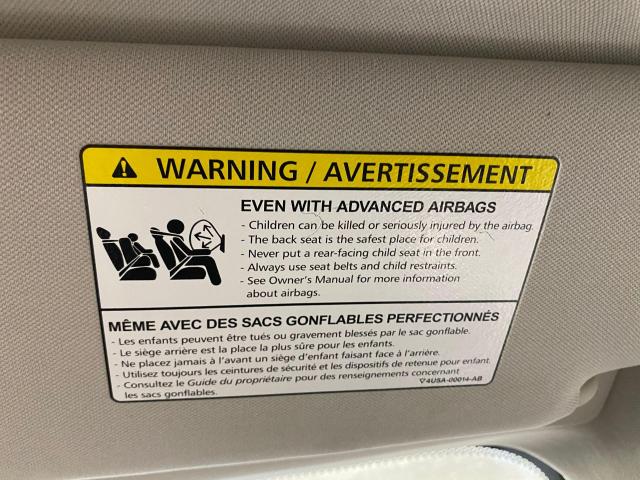 WARNING / AVERTISSEMENT
EVEN WITH ADVANCED AIRBAGS
- Children can be killed or seriously injured by the airbag.
- The back seat is the safest place for children.
- Never put a rear-facing child seat in the front.
- Always use seat belts and child restraints.
- See Owner's Manual for more information
about airbags.
MÊME AVEC DES SACS GONFLABLES PERFECTIONNÉS
- Les enfants peuvent être tués ou gravement blessés par le sac gonflable.
- Le siège arrière est la place la plus sûre pour les enfants.
- Ne placez jamais à l'avant un siège d'enfant faisant face à l'arrière.
- Utilisez toujours les ceintures de sécurité et les dispositifs de retenue pour enfant.
- Consultez le Guide du propriétaire pour des renseignements concernant
les sacs gonflables.
▽4USA-00014-AB